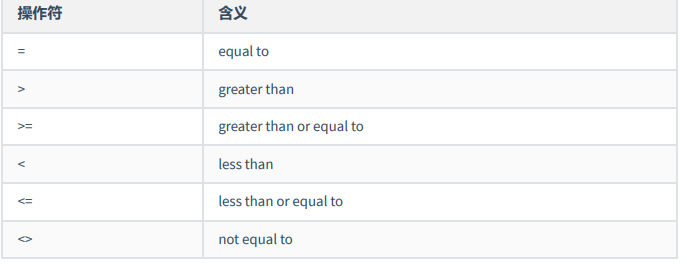 操作符 含义
= equal to
> greater than
>= greater than or equal to
< less than
<= less than or equal to
<> not equal to